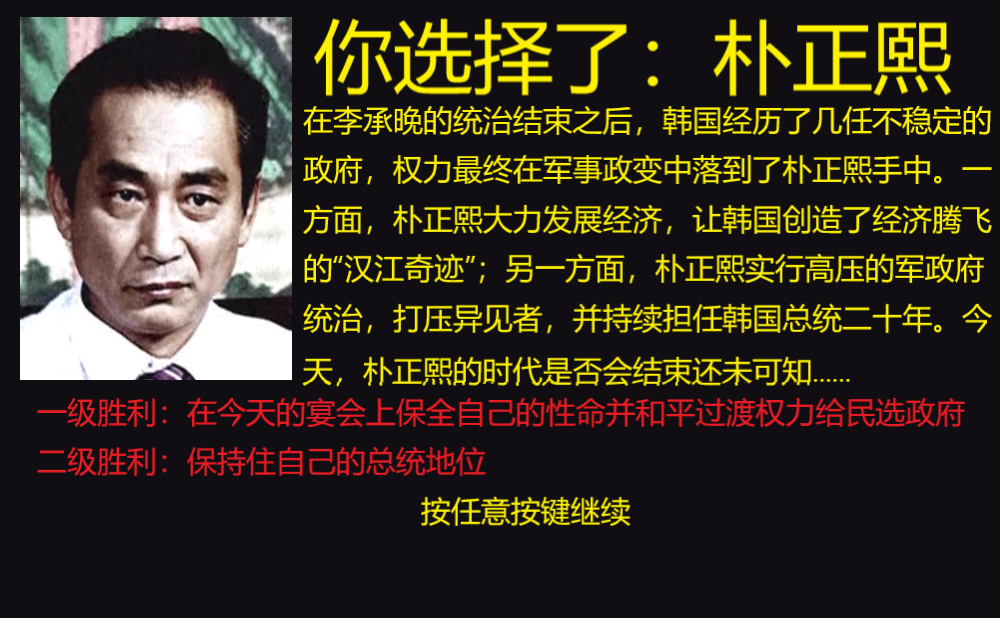 你选择了：朴正熙
在李承晚的统治结束之后，韩国经历了几任不稳定的
政府，权力最终在军事政变中落到了朴正熙手中。一
方面，朴正熙大力发展经济，让韩国创造了经济腾飞
的“汉江奇迹”；另一方面，朴正熙实行高压的军政府
统治，打压异见者，并持续担任韩国总统二十年。今
天，朴正熙的时代是否会结束还未可知......
一级胜利：在今天的宴会上保全自己的性命并和平过渡权力给民选政府
二级胜利：保持住自己的总统地位
按任意按键继续